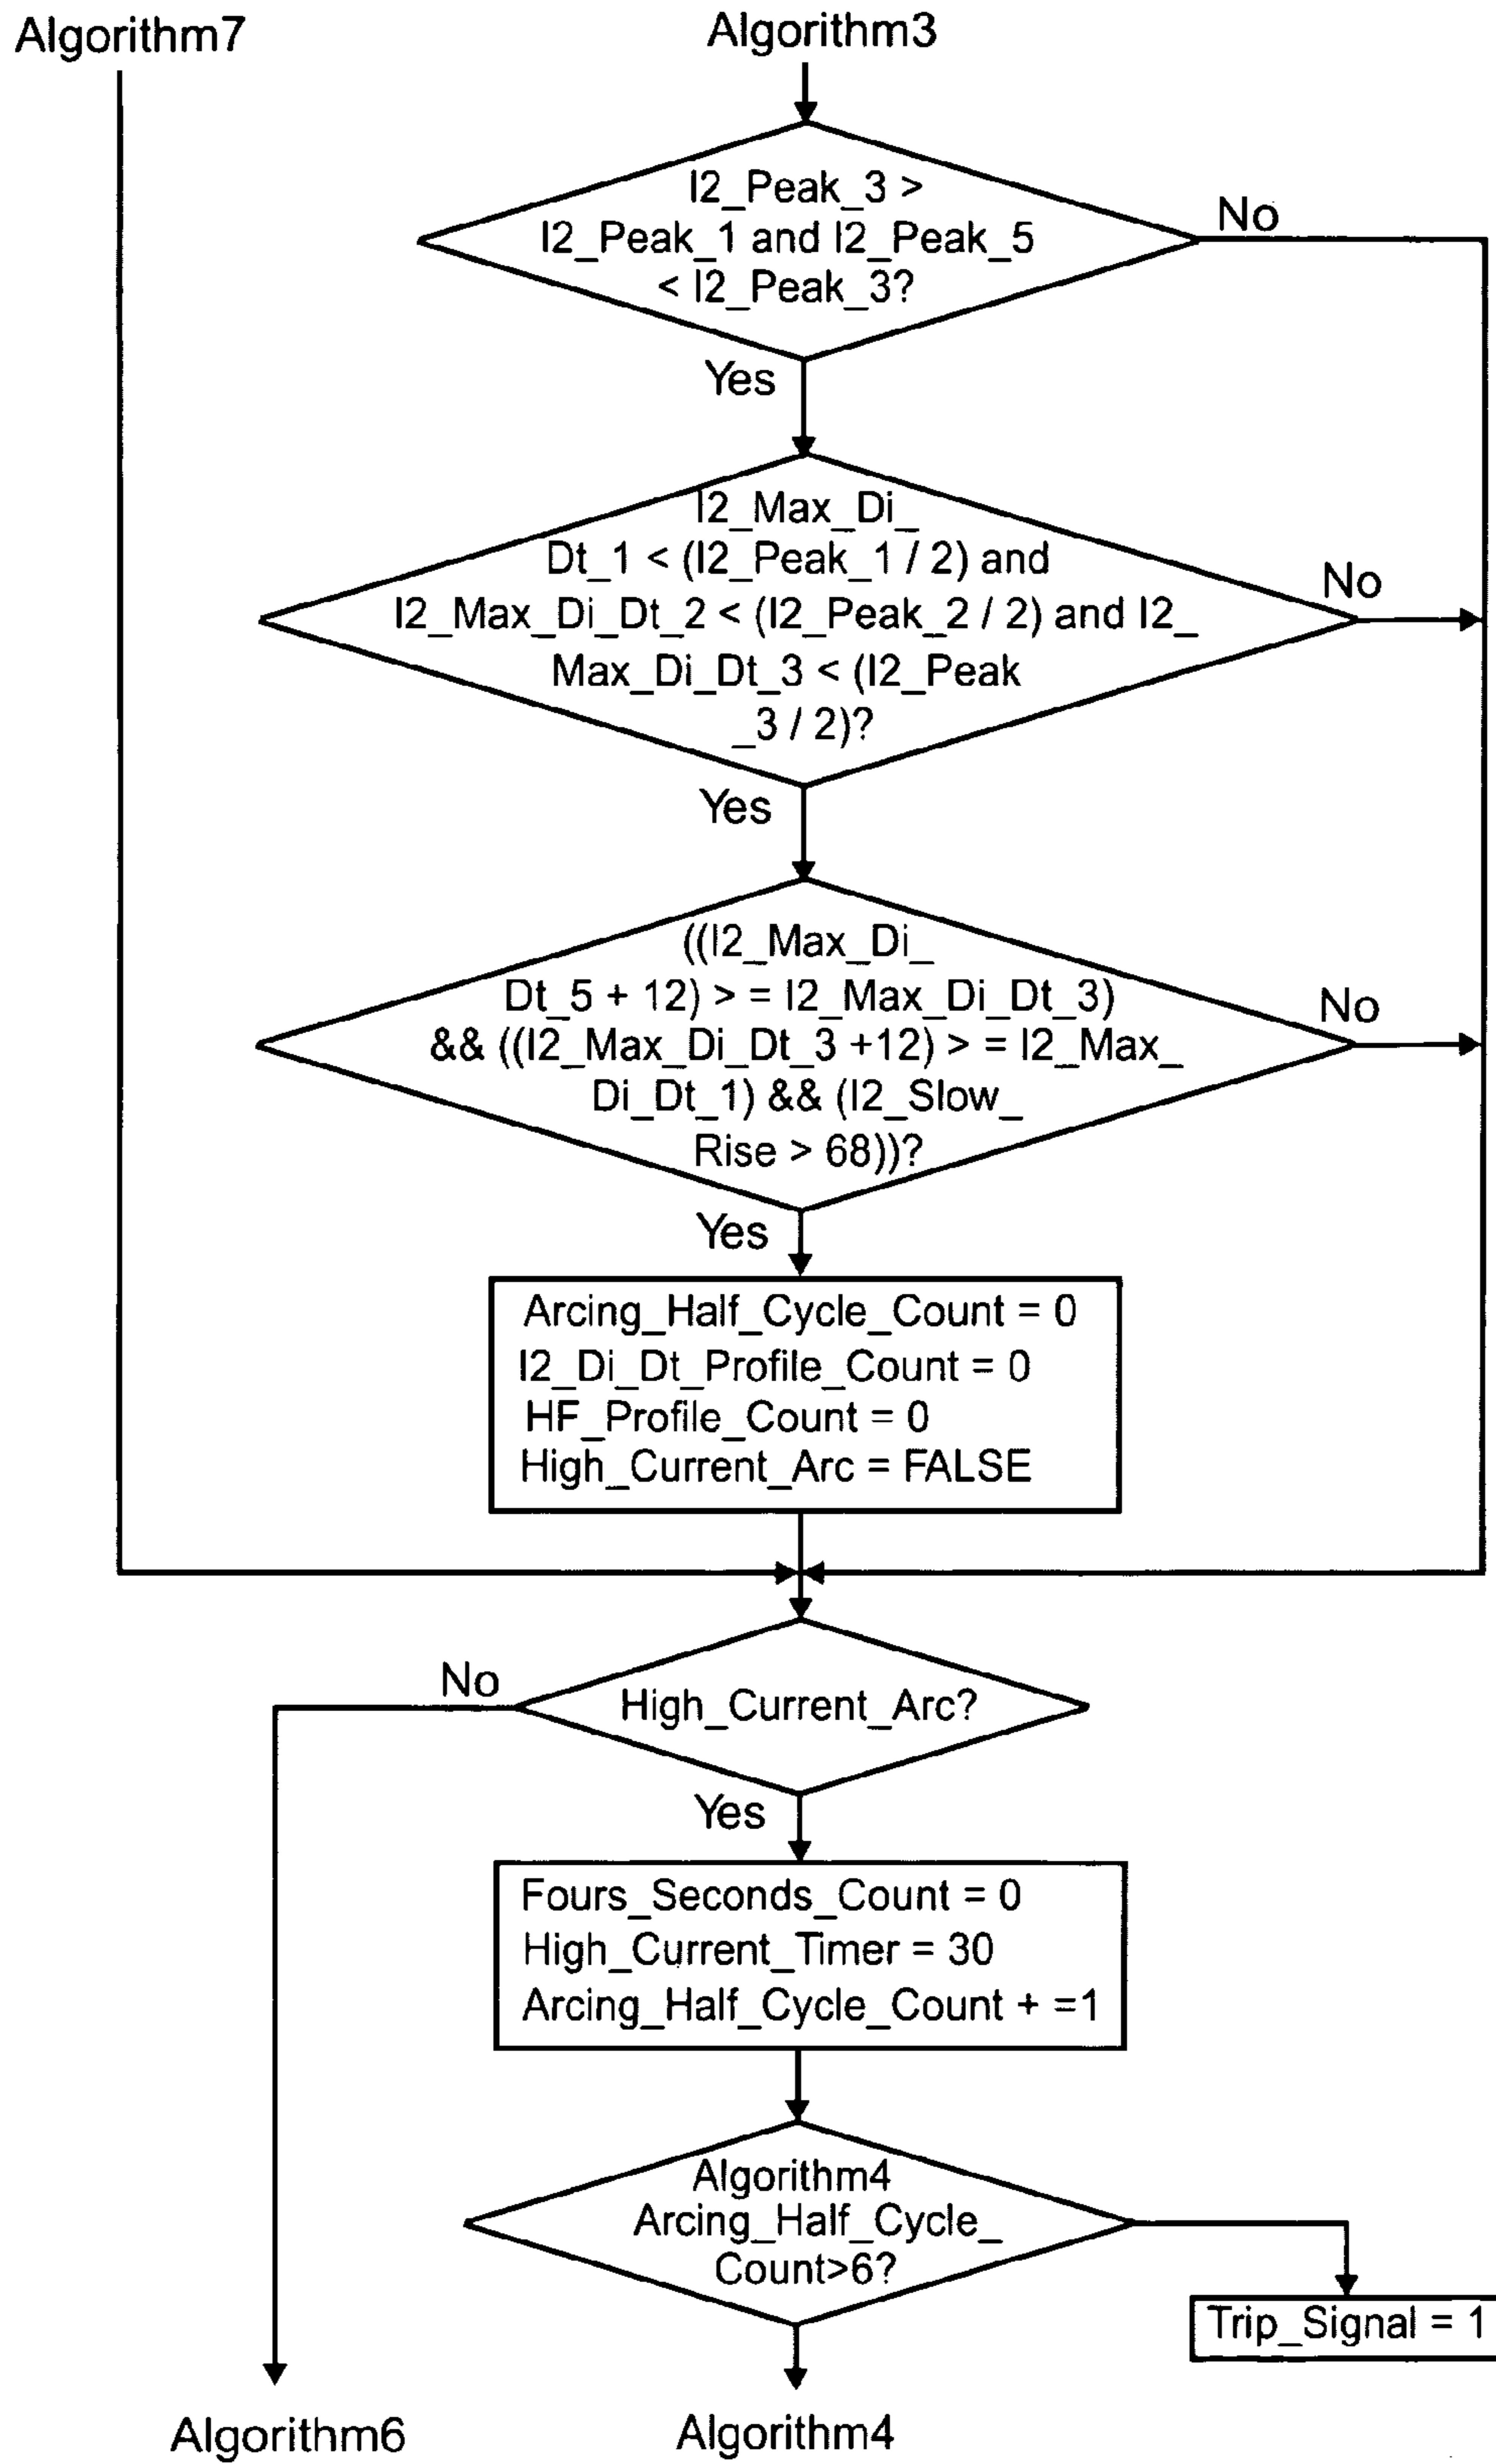 Algorithm7
Algorithm3
I2_Peak_3 >
I2_Peak_1 and I2_Peak_5
< I2_Peak_3?
No
Yes
I2_Max_Di_
Dt_1 < (I2_Peak_1 / 2) and
I2_Max_Di_Dt_2 < (I2_Peak_2 / 2) and I2_
Max_Di_Dt_3 < (I2_Peak
_3 / 2)?
No
Yes
((I2_Max_Di_
Dt_5 + 12) > = I2_Max_Di_Dt_3)
&& ((I2_Max_Di_Dt_3 +12) > = I2_Max_
Di_Dt_1) && (I2_Slow_
Rise > 68))?
No
Yes
Arcing_Half_Cycle_Count = 0
I2_Di_Dt_Profile_Count = 0
HF_Profile_Count = 0
High_Current_Arc = FALSE
High_Current_Arc?
No
Yes
Fours_Seconds_Count = 0
High_Current_Timer = 30
Arcing_Half_Cycle_Count + =1
Algorithm4
Arcing_Half_Cycle_
Count>6?
Trip_Signal = 1
Algorithm6
Algorithm4